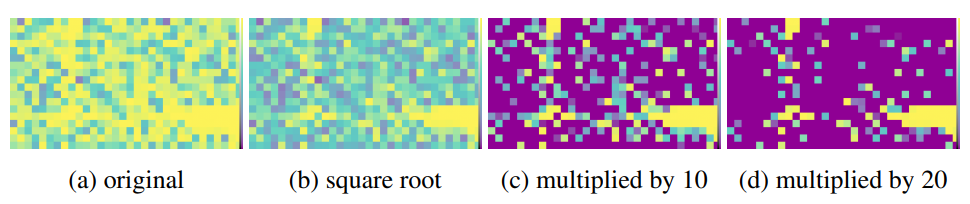 (a) original (b) square root (c) multiplied by 10 (d) multiplied by 20